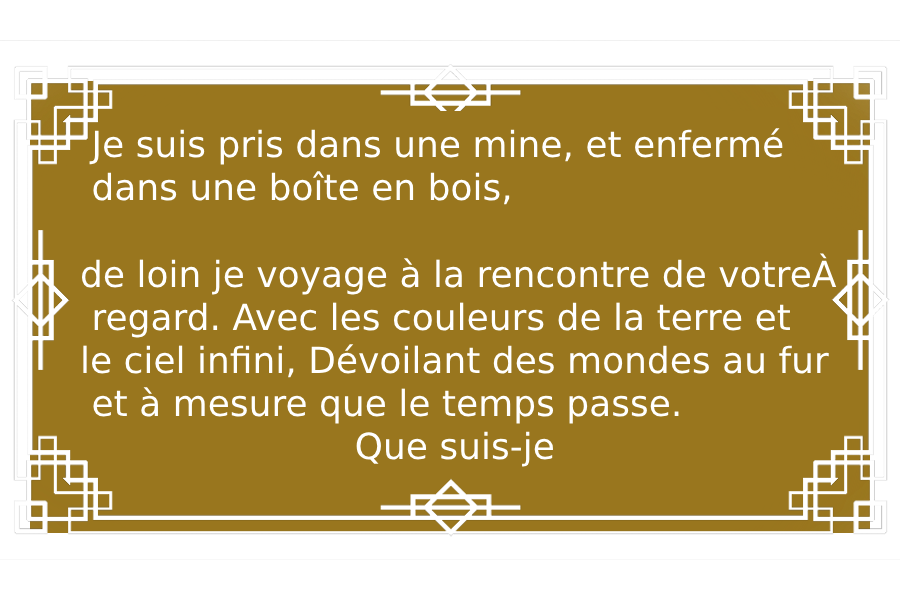 Je suis pris dans une mine, et enfermé
dans une boîte en bois,
de loin je voyage à la rencontre de votreÀ
regard. Avec les couleurs de la terre et
le ciel infini, Dévoilant des mondes au fur
et à mesure que le temps passe.
Que suis-je